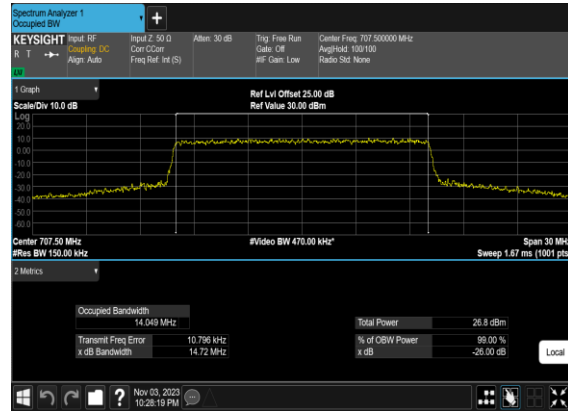 Spectrum Analyzer 1
Occupied BW
+
KEYSIGHT Input: RF Input Z: 50 Ω Atten: 30 dB Trig: Free Run Center Freq: 707.500000 MHz
R T Coupling: DC Corr CCorr Gate: Off Avg|Hold: 100/100
Align: Auto Freq Ref: Int (S) #IF Gain: Low Radio Std: None
LXI
1 Graph Ref Lvl Offset 25.00 dB
Scale/Div 10.0 dB Ref Value 30.00 dBm
Log
20.0
10.0
0.00
-10.0
-20.0
-30.0
-40.0
-50.0
-60.0
Center 707.50 MHz #Video BW 470.00 kHz* Span 30 MHz
#Res BW 150.00 kHz Sweep 1.67 ms (1001 pts)
2 Metrics
Occupied Bandwidth
14.049 MHz Total Power 26.8 dBm
Transmit Freq Error 10.796 kHz % of OBW Power 99.00 %
x dB Bandwidth 14.72 MHz x dB -26.00 dB
Local
? Nov 03, 2023
10:28:19 PM